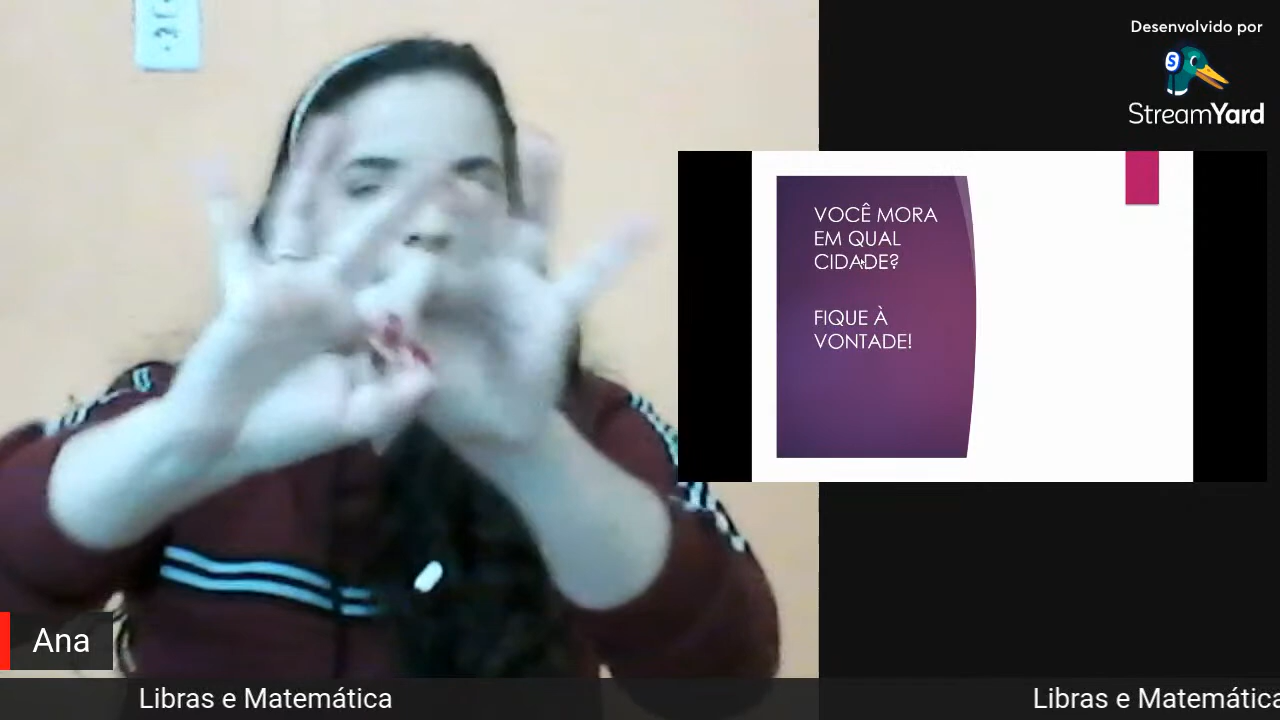 Desenvolvido por
StreamYard
VOCÊ MORA
EM QUAL
CIDADE?
FIQUE À
VONTADE!
Ana
Libras e Matemática
Libras e Matemática